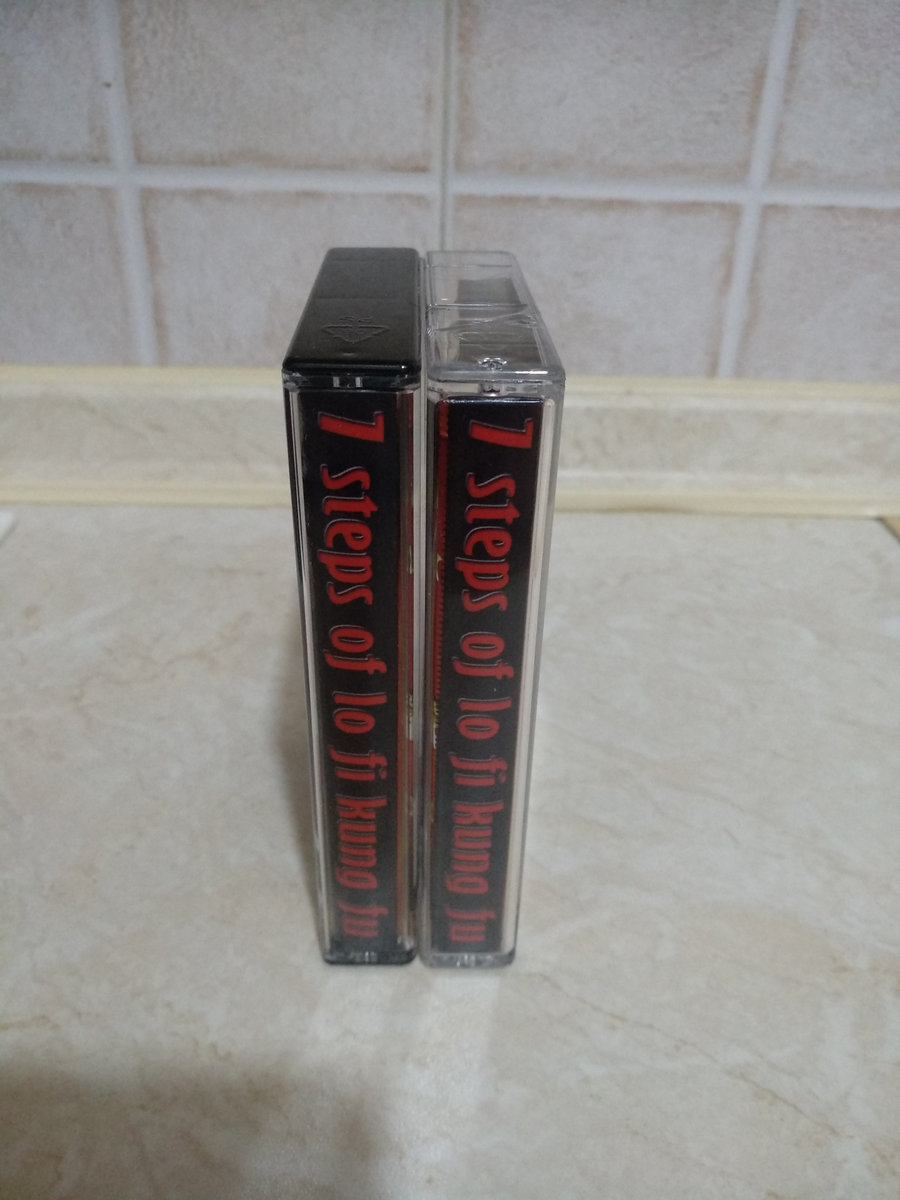 7 steps of lo fi kung fu
7 steps of lo fi kung fu